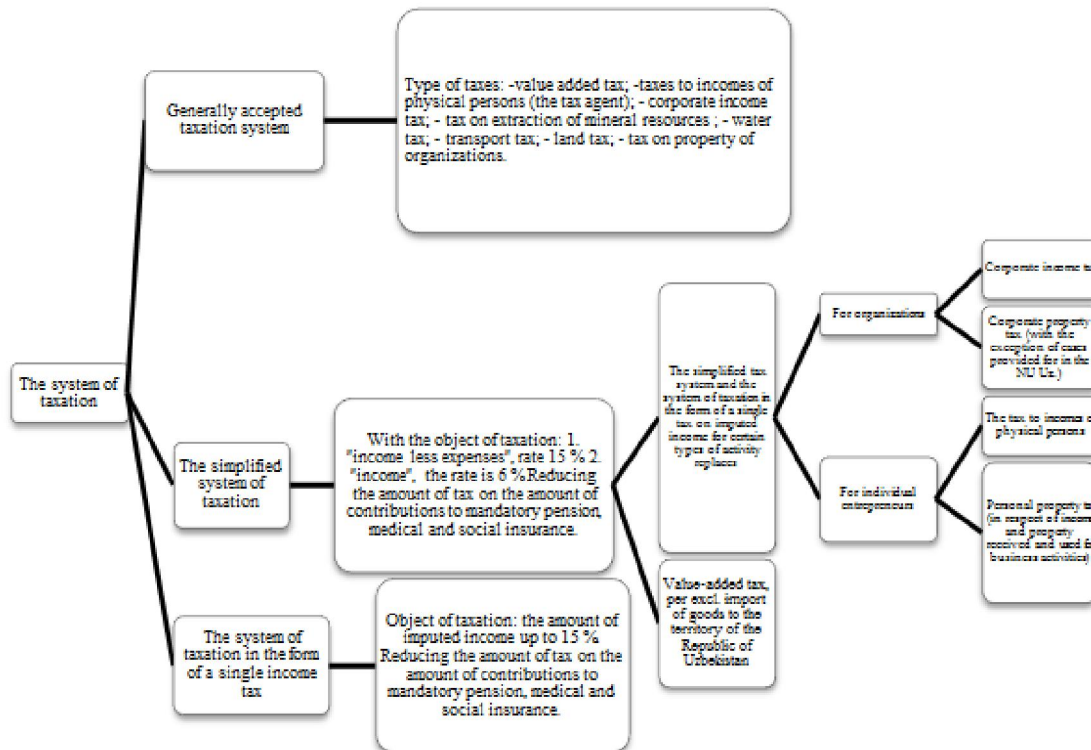 Generally accepted
taxation system
Type of taxes: -value added tax; -taxes to incomes of
physical persons (the tax agent); - corporate income
tax; - tax on extraction of mineral resources ; - water
tax; - transport tax; - land tax; - tax on property of
organizations.
The system of
taxation
The simplified
system of
taxation
With the object of taxation: 1.
"income less expenses", rate 15 % 2.
"income", the rate is 6 %Reducing
the amount of tax on the amount of
contributions to mandatory pension,
medical and social insurance.
The simplified tax
system and the
system of taxation in
the form of a single
tax on imputed
income for certain
types of activity
replaces
For organizations
Corporate income ta
Corporate property
tax (with the
exception of cases
provided for in the
NU Uz.)
For individual
entrepreneurs
The tax to incomes o
physical persons
Personal property ta
(in respect of income
and property
received and used fo
business activities)
Value-added tax,
per excl. import
of goods to the
territory of the
Republic of
Uzbekistan
The system of
taxation in the form
of a single income
tax
Object of taxation: the amount of
imputed income up to 15 %
Reducing the amount of tax on the
amount of contributions to
mandatory pension, medical and
social insurance.